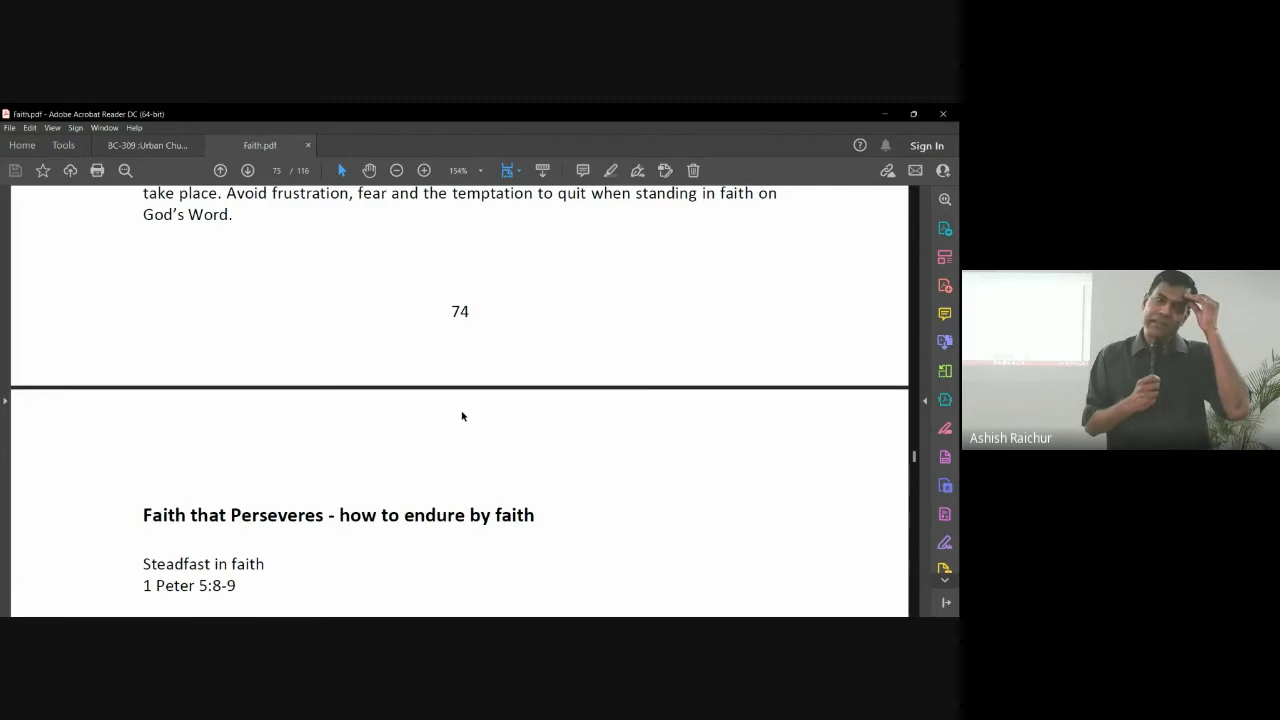 Faith.pdf - Adobe Acrobat Reader DC (64-bit)
File Edit View Sign Window Help
Home Tools BC-309 :Urban Chu... Faith.pdf × Sign In
75 / 116 154%
take place. Avoid frustration, fear and the temptation to quit when standing in faith on
God's Word.
74
Faith that Perseveres - how to endure by faith
Steadfast in faith
1 Peter 5:8-9
Ashish Raichur